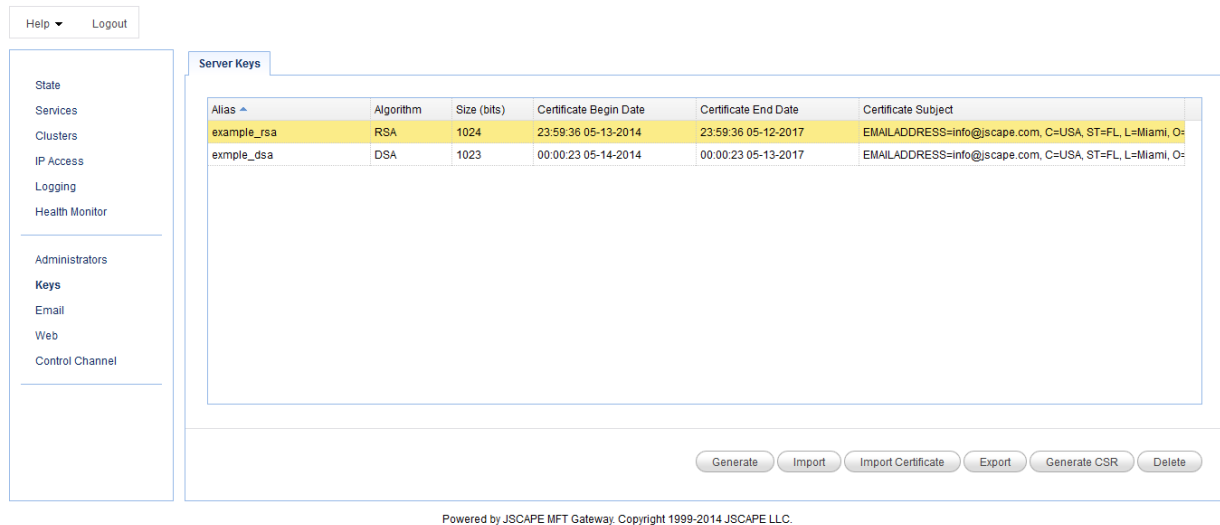 Help Logout
Server Keys
State
Services
Clusters
IP Access
Logging
Health Monitor
Administrators
Keys
Email
Web
Control Channel
Alias Algorithm Size (bits) Certificate Begin Date Certificate End Date Certificate Subject
example_rsa RSA 1024 23:59:36 05-13-2014 23:59:36 05-12-2017 EMAILADDRESS=info@jscape.com, C=USA, ST=FL, L=Miami, O=
exmple_dsa DSA 1023 00:00:23 05-14-2014 00:00:23 05-13-2017 EMAILADDRESS=info@jscape.com, C=USA, ST=FL, L=Miami, O=
Generate Import Import Certificate Export Generate CSR Delete
Powered by JSCAPE MFT Gateway. Copyright 1999-2014 JSCAPE LLC.